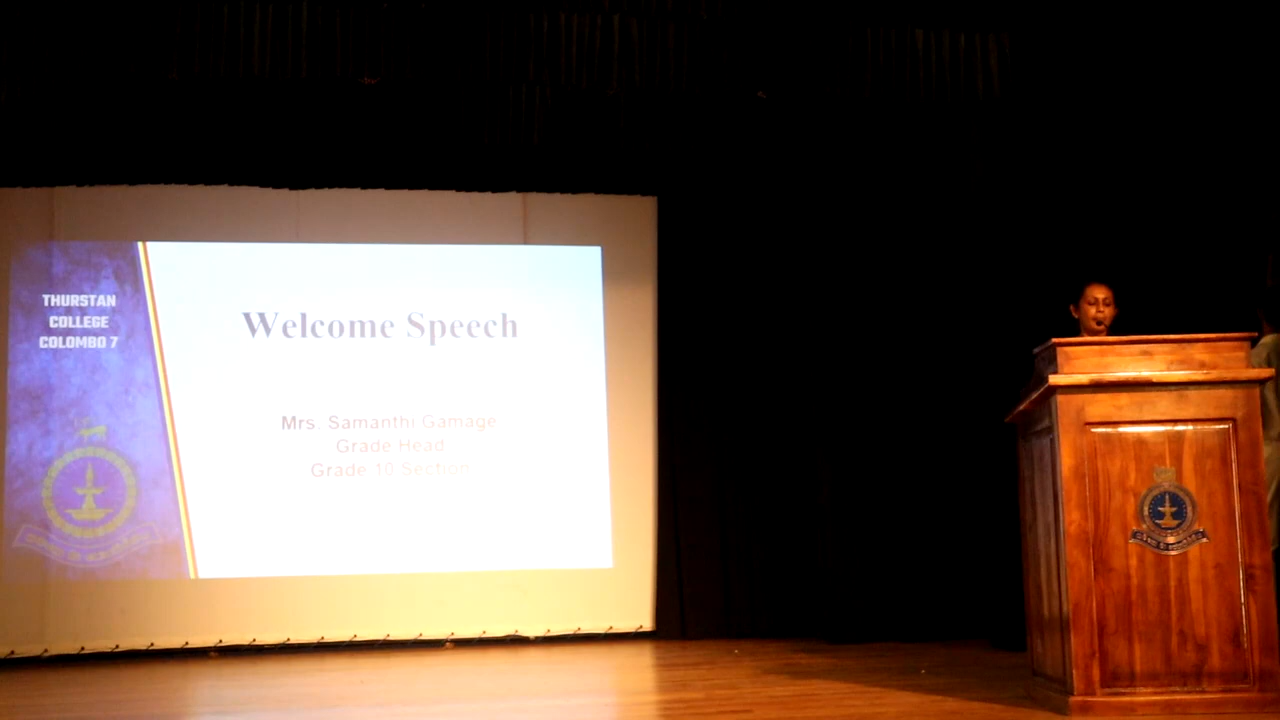 THURSTAN
COLLEGE
COLOMBO 7
Welcome Speech
Mrs. Samanthi Gamage
Grade Head
Grade 10 Section